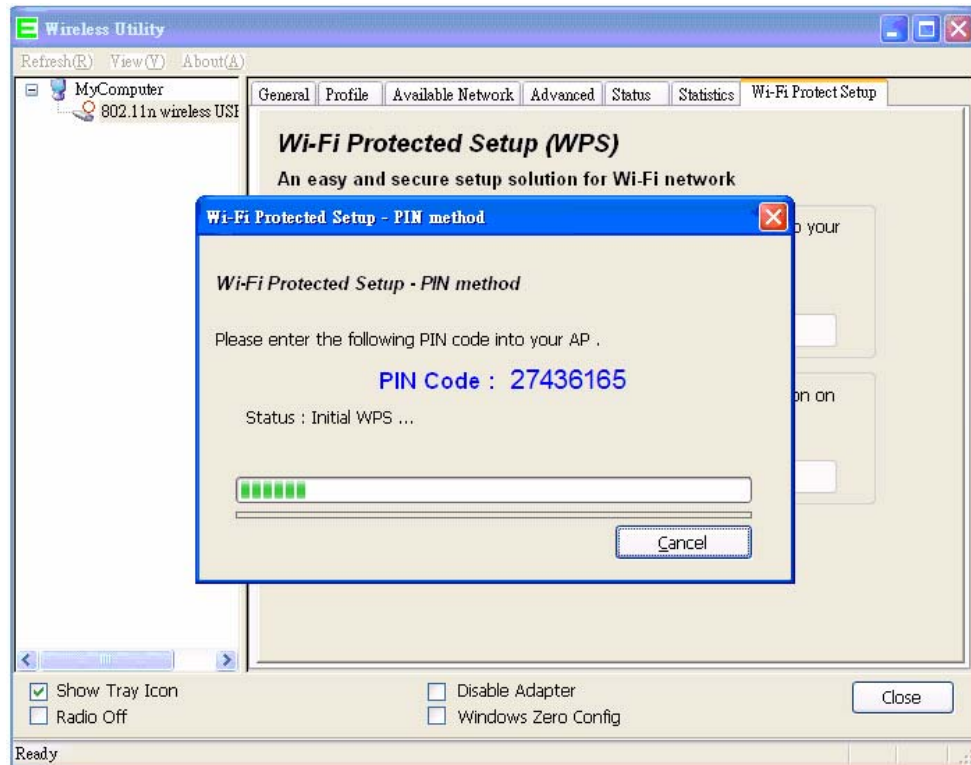 Wireless Utility
Refresh(R) View(V) About(A)
MyComputer
802.11n wireless USB
General Profile Available Network Advanced Status Statistics Wi-Fi Protect Setup
Wi-Fi Protected Setup (WPS)
An easy and secure setup solution for Wi-Fi network
Wi-Fi Protected Setup - PIN method
your
Wi-Fi Protected Setup - PIN method
Please enter the following PIN code into your AP .
PIN Code : 27436165
on
Status : Initial WPS ...
Cancel
Show Tray Icon
Disable Adapter
Close
Radio Off
Windows Zero Config
Ready